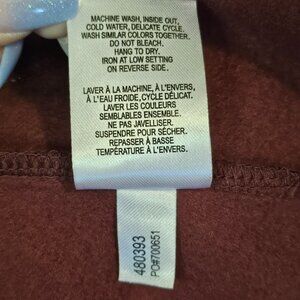 MACHINE WASH, INSIDE OUT,
COLD WATER, DELICATE CYCLE.
WASH SIMILAR COLORS TOGETHER.
DO NOT BLEACH.
HANG TO DRY.
IRON AT LOW SETTING
ON REVERSE SIDE.
LAVER À LA MACHINE, À L'ENVERS,
À L'EAU FROIDE, CYCLE DÉLICAT.
LAVER LES COULEURS
SEMBLABLES ENSEMBLE.
NE PAS JAVELLISER.
SUSPENDRE POUR SÉCHER.
REPASSER À BASSE
TEMPÉRATURE À L'ENVERS.
480393
PO#700651